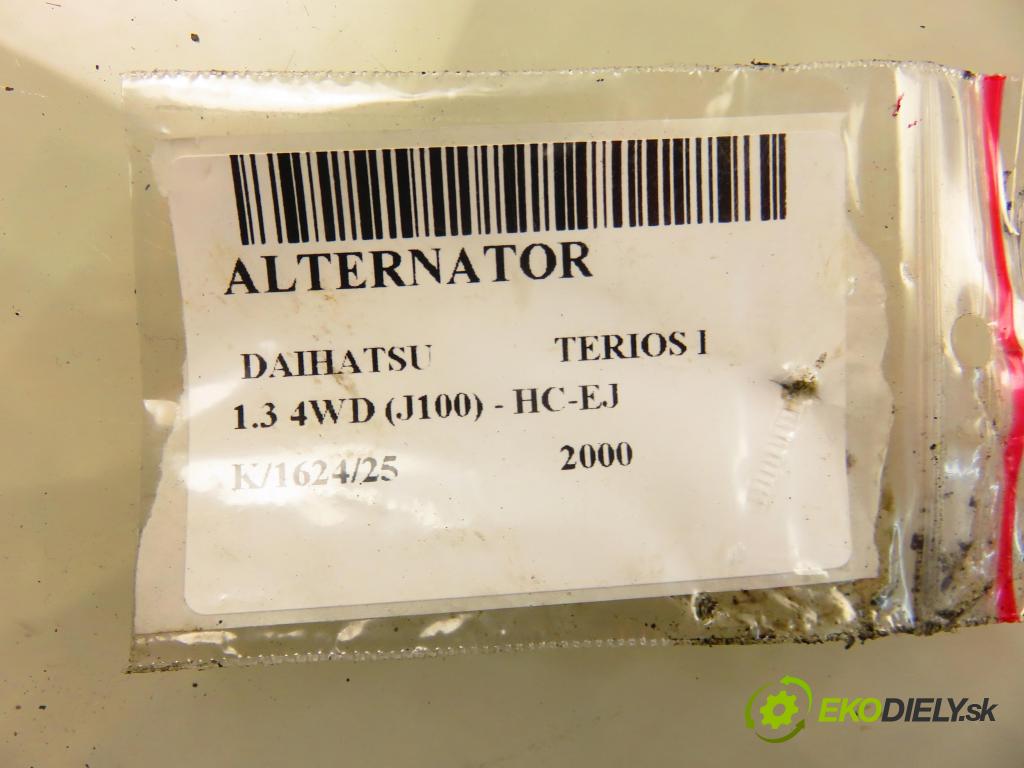 ALTERNATOR
DAIHATSU TERIOS I
1.3 4WD (J100) - HC-EJ
K/1624/25 2000
EKODIELY.sk